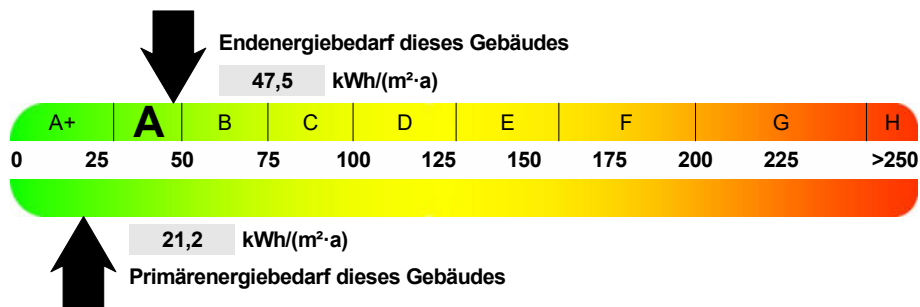 Endenergiebedarf dieses Gebäudes
47,5 kWh/(m²·a)
A+ A B C D E F G H
0 25 50 75 100 125 150 175 200 225 >250
21,2 kWh/(m²·a)
Primärenergiebedarf dieses Gebäudes